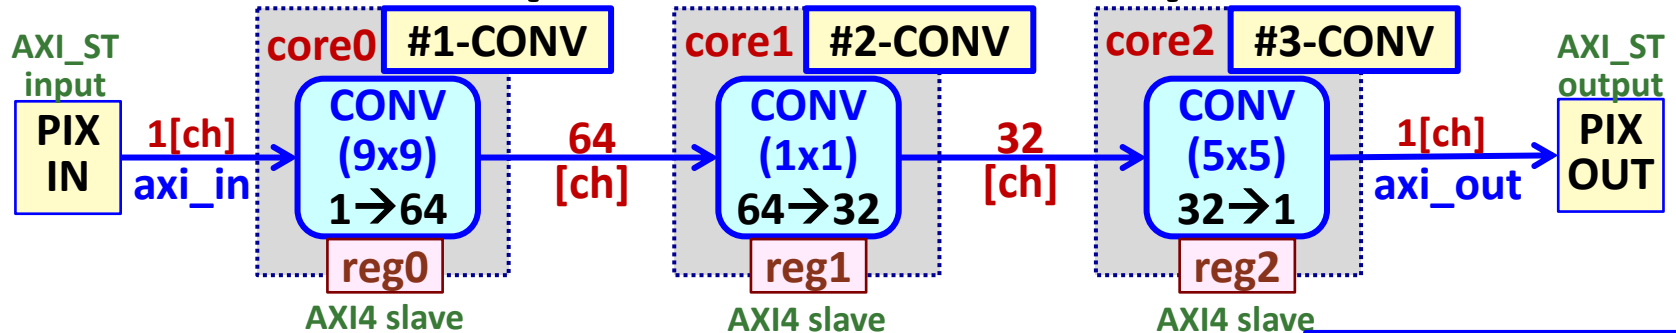 AXI_ST
input
PIX
IN
1[ch]
axi_in
core0
#1-CONV
CONV
(9x9)
1→64
reg0
AXI4 slave
64
[ch]
core1
#2-CONV
CONV
(1x1)
64→32
reg1
AXI4 slave
32
[ch]
core2
#3-CONV
CONV
(5x5)
32→1
reg2
AXI4 slave
1[ch]
axi_out
AXI_ST
output
PIX
OUT